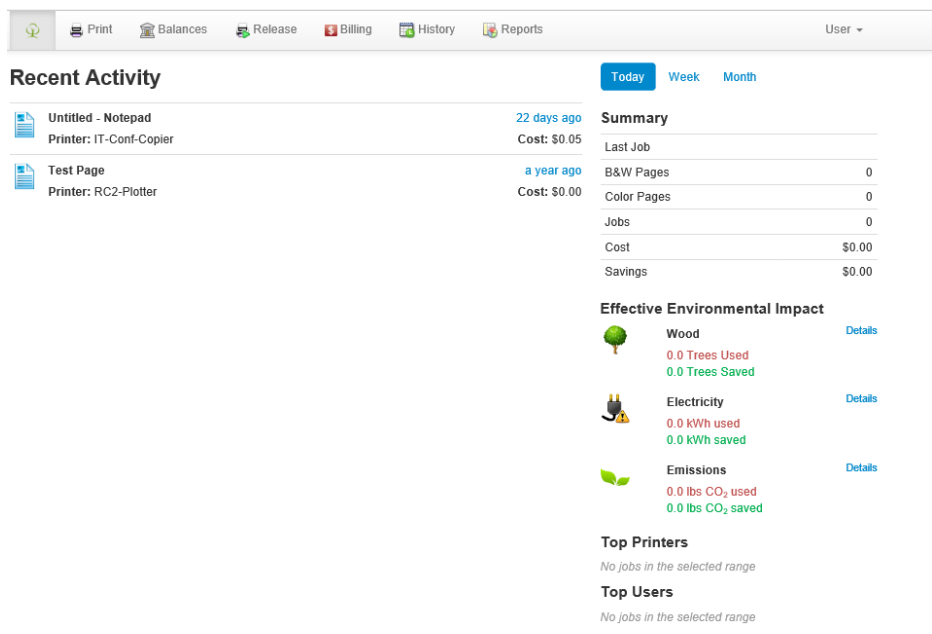 Print Balances Release Billing History Reports User
Recent Activity
Untitled - Notepad 22 days ago
Printer: IT-Conf-Copier Cost: $0.05
Test Page a year ago
Printer: RC2-Plotter Cost: $0.00
Today Week Month
Summary
Last Job
B&W Pages 0
Color Pages 0
Jobs 0
Cost $0.00
Savings $0.00
Effective Environmental Impact
Wood Details
0.0 Trees Used
0.0 Trees Saved
Electricity Details
0.0 kWh used
0.0 kWh saved
Emissions Details
0.0 lbs CO₂ used
0.0 lbs CO₂ saved
Top Printers
No jobs in the selected range
Top Users
No jobs in the selected range